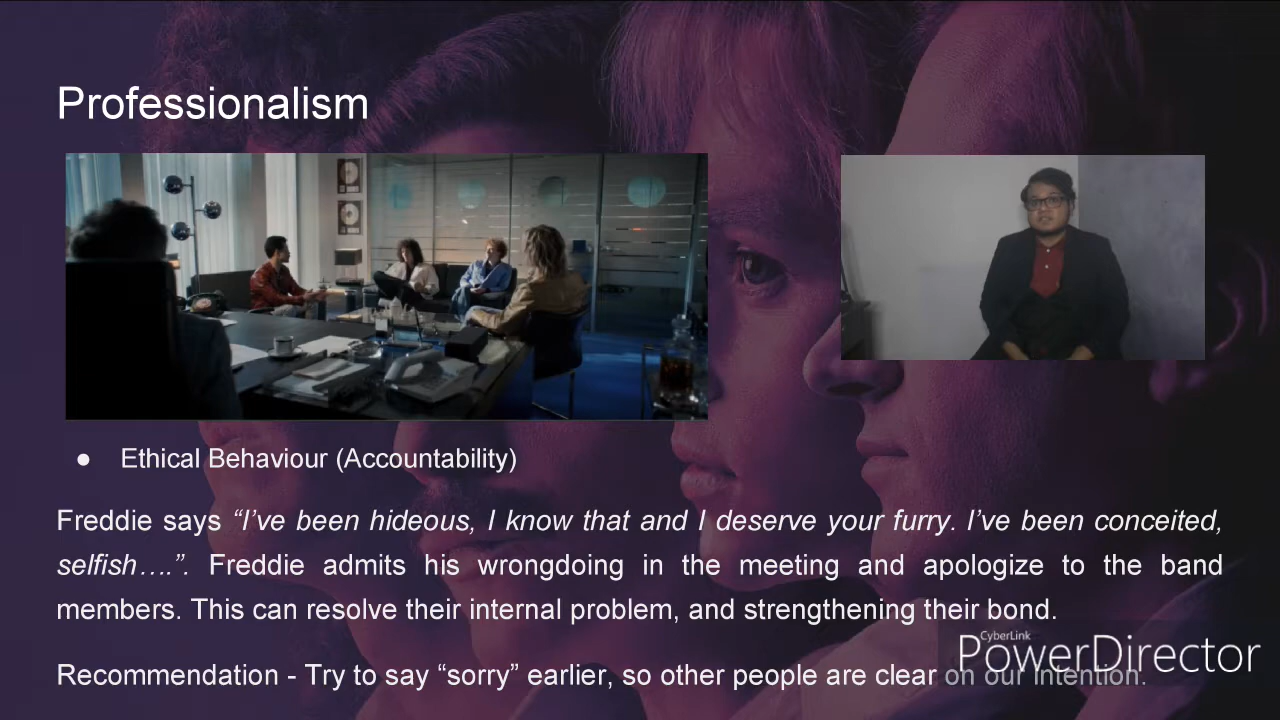 Professionalism
● Ethical Behaviour (Accountability)
Freddie says “I’ve been hideous, I know that and I deserve your furry. I’ve been conceited,
selfish….”. Freddie admits his wrongdoing in the meeting and apologize to the band
members. This can resolve their internal problem, and strengthening their bond.
Recommendation - Try to say “sorry” earlier, so other people are clear on our intention.
CyberLink
PowerDirector